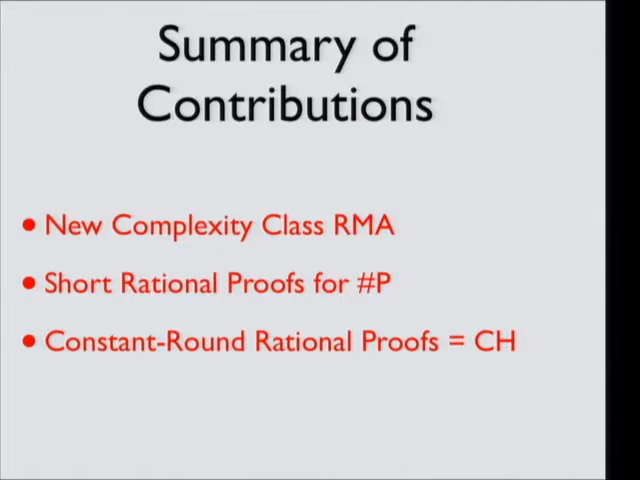 Summary of
Contributions
• New Complexity Class RMA
• Short Rational Proofs for #P
• Constant-Round Rational Proofs = CH